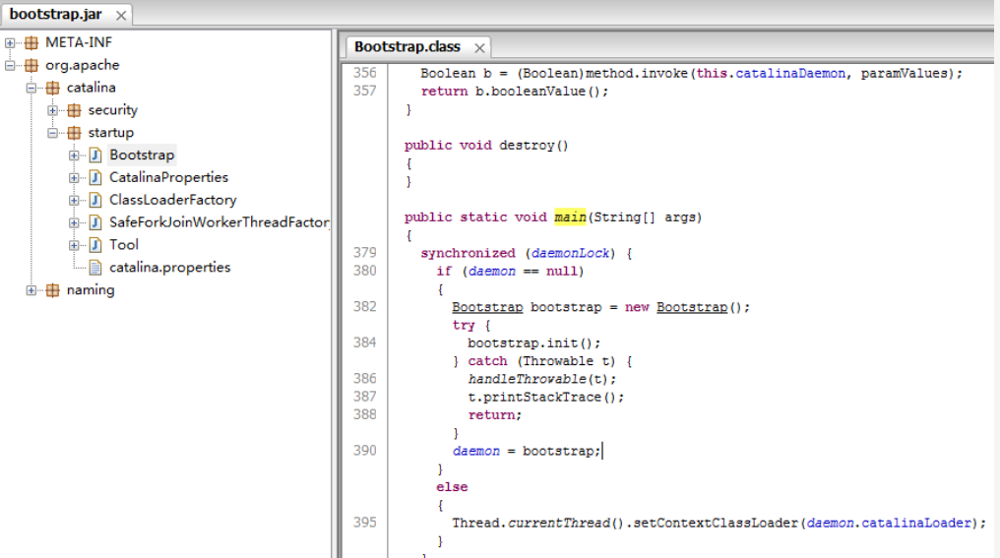 bootstrap.jar ×
META-INF
org.apache
catalina
security
startup
Bootstrap
CatalinaProperties
ClassLoaderFactory
SafeForkJoinWorkerThreadFactor
Tool
catalina.properties
naming
Bootstrap.class ×
356 Boolean b = (Boolean)method.invoke(this.catalinaDaemon, paramValues);
357 return b.booleanValue();
}
public void destroy()
{
}
public static void main(String[] args)
{
379 synchronized (daemonLock) {
380 if (daemon == null)
{
382 Bootstrap bootstrap = new Bootstrap();
try {
384 bootstrap.init();
} catch (Throwable t) {
386 handleThrowable(t);
387 t.printStackTrace();
388 return;
}
390 daemon = bootstrap;
}
else
{
395 Thread.currentThread().setContextClassLoader(daemon.catalinaLoader);
}
}